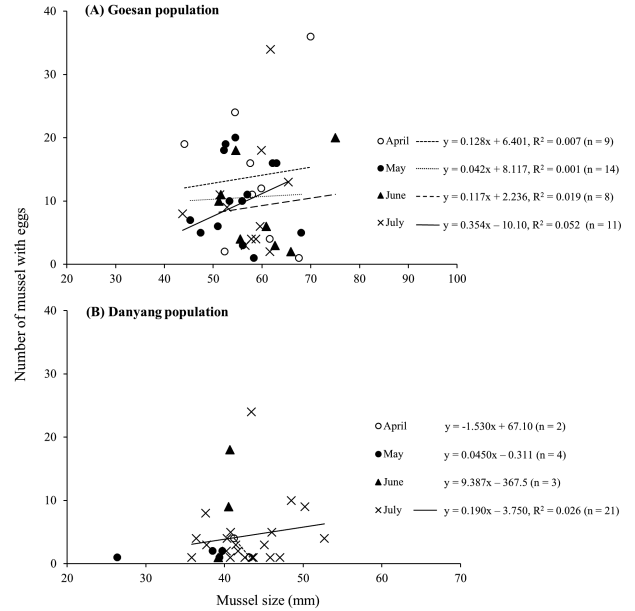 (A) Goesan population
40
30
20
10
0
20 30 40 50 60 70 80 90 100
April y = 0.128x + 6.401, R² = 0.007 (n = 9)
May y = 0.042x + 8.117, R² = 0.001 (n = 14)
June y = 0.117x + 2.236, R² = 0.019 (n = 8)
July y = 0.354x − 10.10, R² = 0.052 (n = 11)
Number of mussel with eggs
(B) Danyang population
40
30
20
10
0
20 30 40 50 60 70
April y = -1.530x + 67.10 (n = 2)
May y = 0.0450x – 0.311 (n = 4)
June y = 9.387x – 367.5 (n = 3)
July y = 0.190x – 3.750, R² = 0.026 (n = 21)
Mussel size (mm)